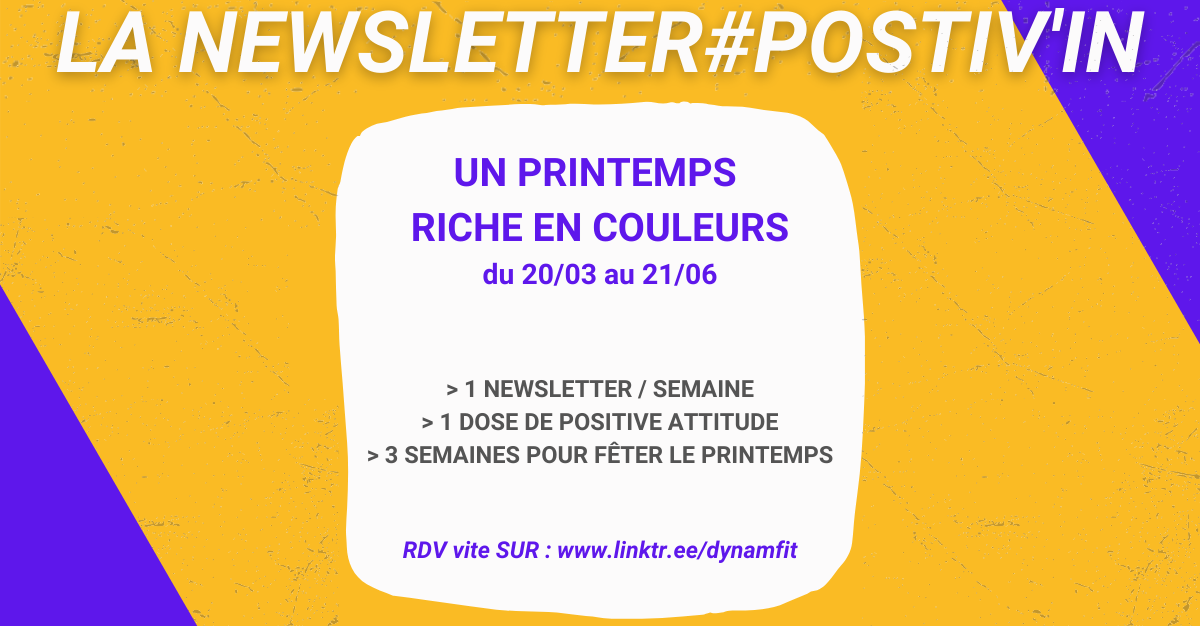 LA NEWSLETTER#POSTIV'IN
UN PRINTEMPS
RICHE EN COULEURS
du 20/03 au 21/06
> 1 NEWSLETTER / SEMAINE
> 1 DOSE DE POSITIVE ATTITUDE
> 3 SEMAINES POUR FÊTER LE PRINTEMPS
RDV vite SUR : www.linktr.ee/dynamfit